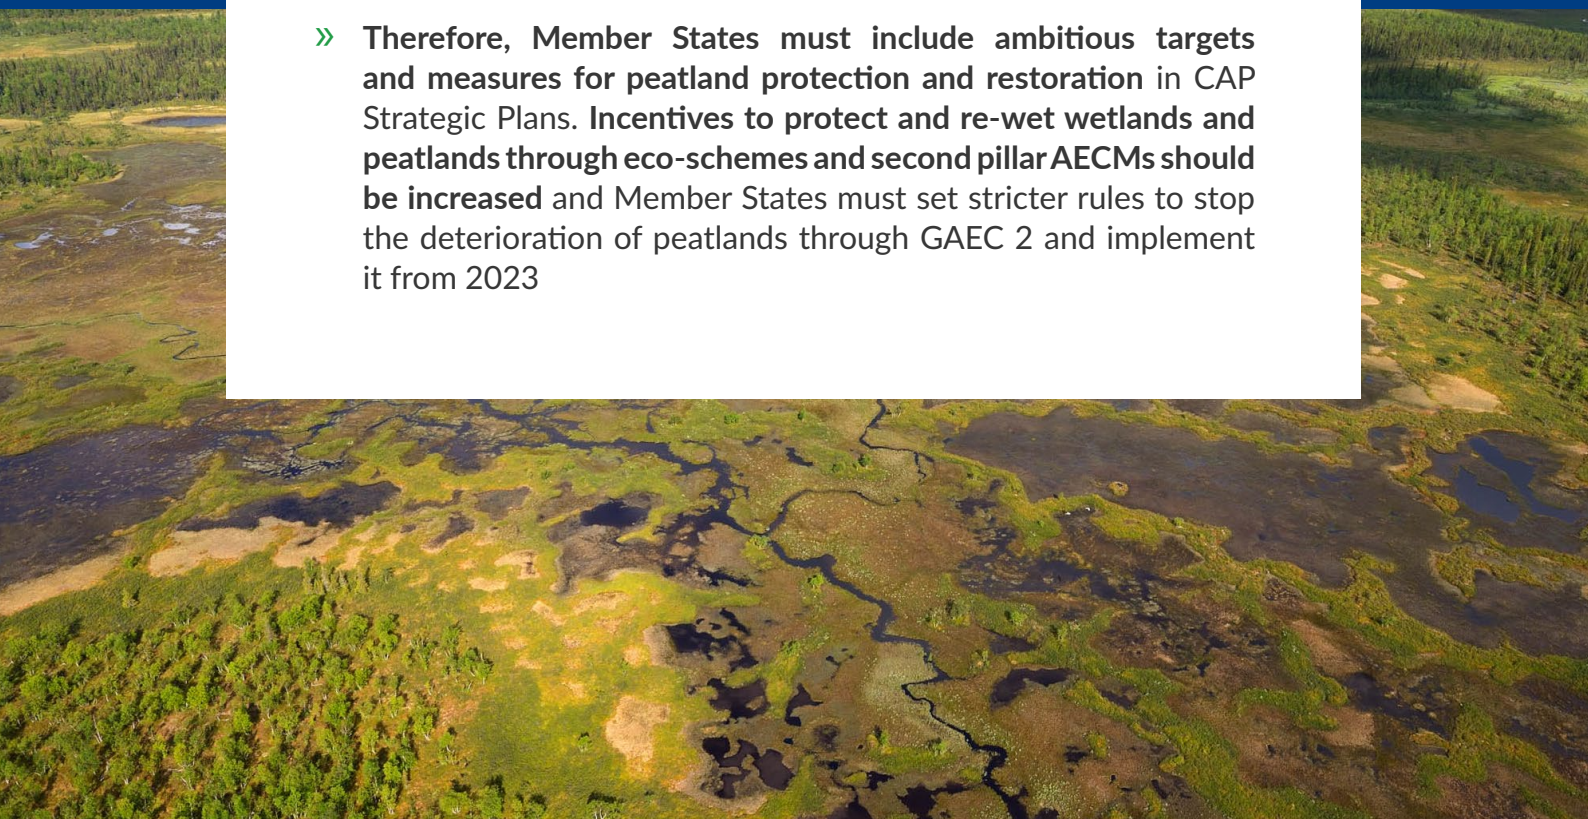 » Therefore, Member States must include ambitious targets
and measures for peatland protection and restoration in CAP
Strategic Plans. Incentives to protect and re-wet wetlands and
peatlands through eco-schemes and second pillar AECMs should
be increased and Member States must set stricter rules to stop
the deterioration of peatlands through GAEC 2 and implement
it from 2023